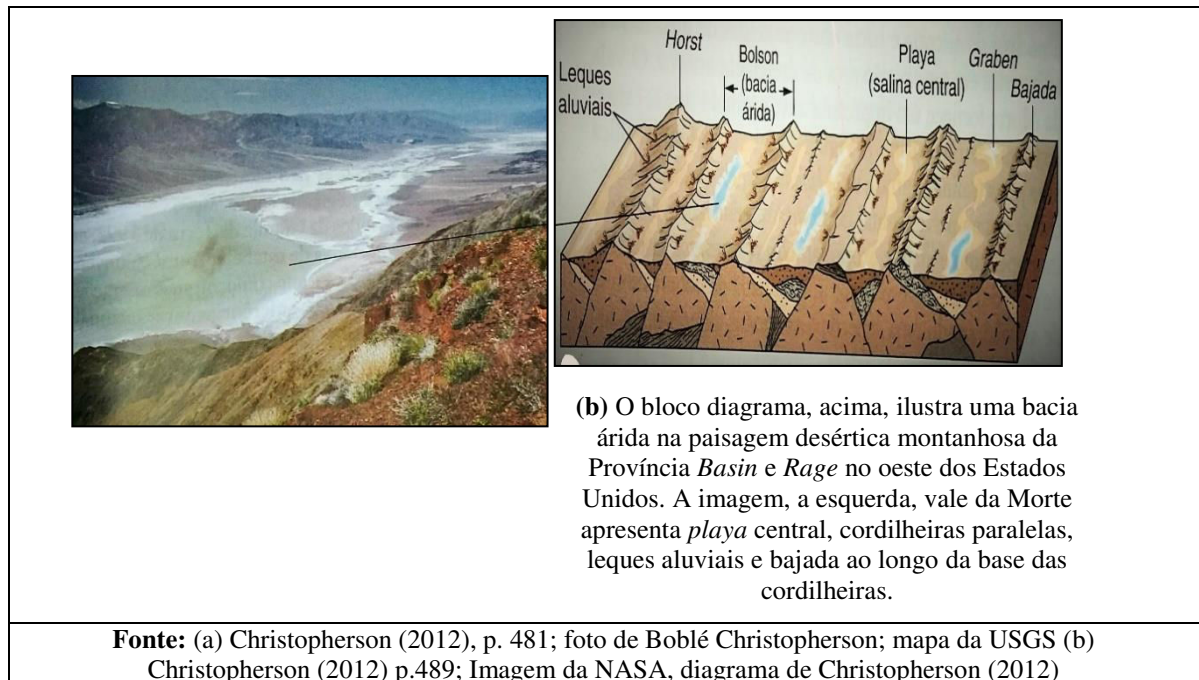 Horst
Leques
aluviais
Bolson
(bacia
árida)
Playa
(salina central)
Graben
Bajada
(b) O bloco diagrama, acima, ilustra uma bacia
árida na paisagem desértica montanhosa da
Província Basin e Rage no oeste dos Estados
Unidos. A imagem, a esquerda, vale da Morte
apresenta playa central, cordilheiras paralelas,
leques aluviais e bajada ao longo da base das
cordilheiras.
Fonte: (a) Christopherson (2012), p. 481; foto de Boblé Christopherson; mapa da USGS (b)
Christopherson (2012) p.489; Imagem da NASA, diagrama de Christopherson (2012)